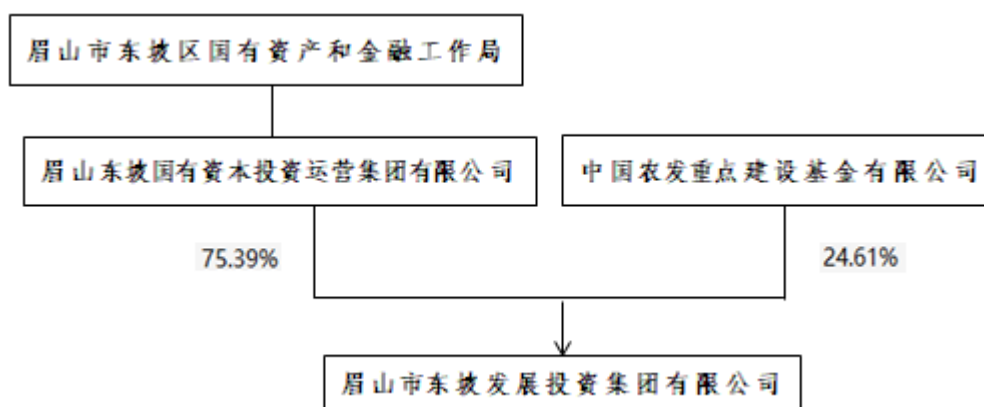 眉山市东坡区国有资产和金融工作局
眉山东坡国有资本投资运营集团有限公司
中国农发重点建设基金有限公司
75.39%
24.61%
眉山市东坡发展投资集团有限公司